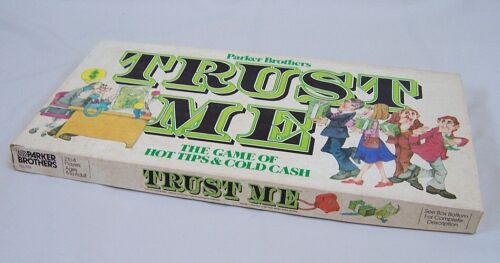 Parker Brothers
TRUST
ME
THE GAME OF
HOT TIPS & COLD CASH
$
PARKER
BROTHERS
TRUST ME
See Box Bottom
For Complete
Description